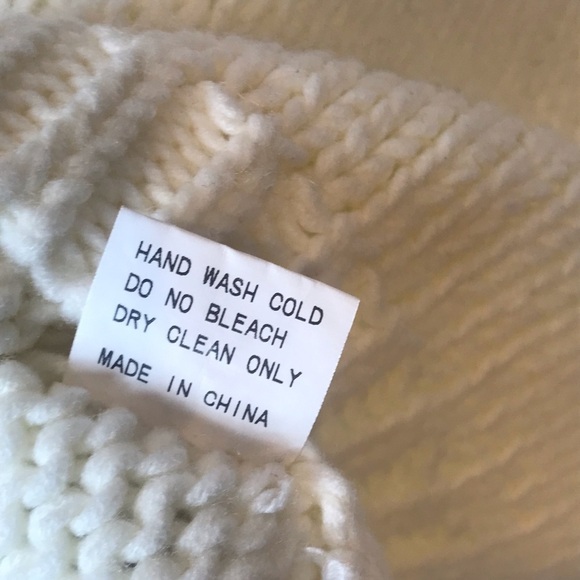 HAND WASH COLD
DO NO BLEACH
DRY CLEAN ONLY
MADE IN CHINA